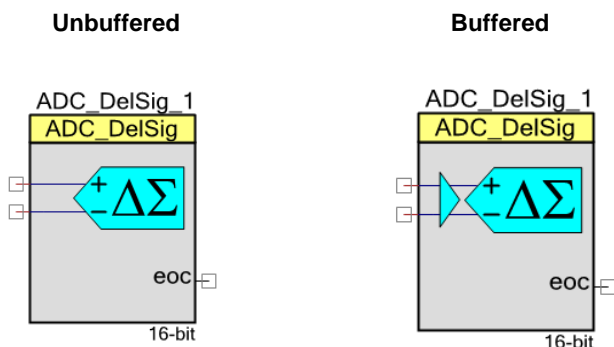 Unbuffered
Buffered
ADC_DelSig_1
ADC_DelSig
+
− ΔΣ
eoc
16-bit
ADC_DelSig_1
ADC_DelSig
+
− ΔΣ
eoc
16-bit